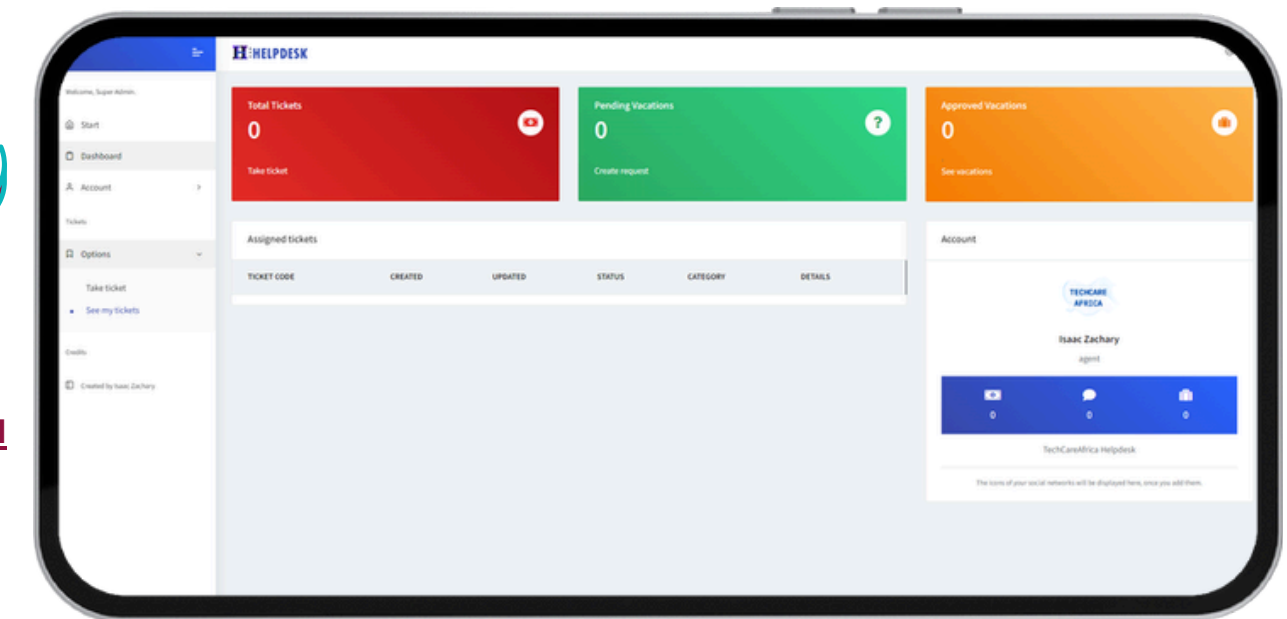 HELPDESK
Welcome, Super Admin.
Start
Dashboard
Account
Tickets
Options
Take ticket
See my tickets
Credits
Created by Isaac Zachary
Total Tickets
0
Take ticket
Pending Vacations
0
?
Create request
Approved Vacations
0
See vacations
Assigned tickets
TICKET CODE CREATED UPDATED STATUS CATEGORY DETAILS
Account
TECHCARE
AFRICA
Isaac Zachary
agent
0 0 0
TechCareAfrica Helpdesk
The icons of your social networks will be displayed here, once you add them.